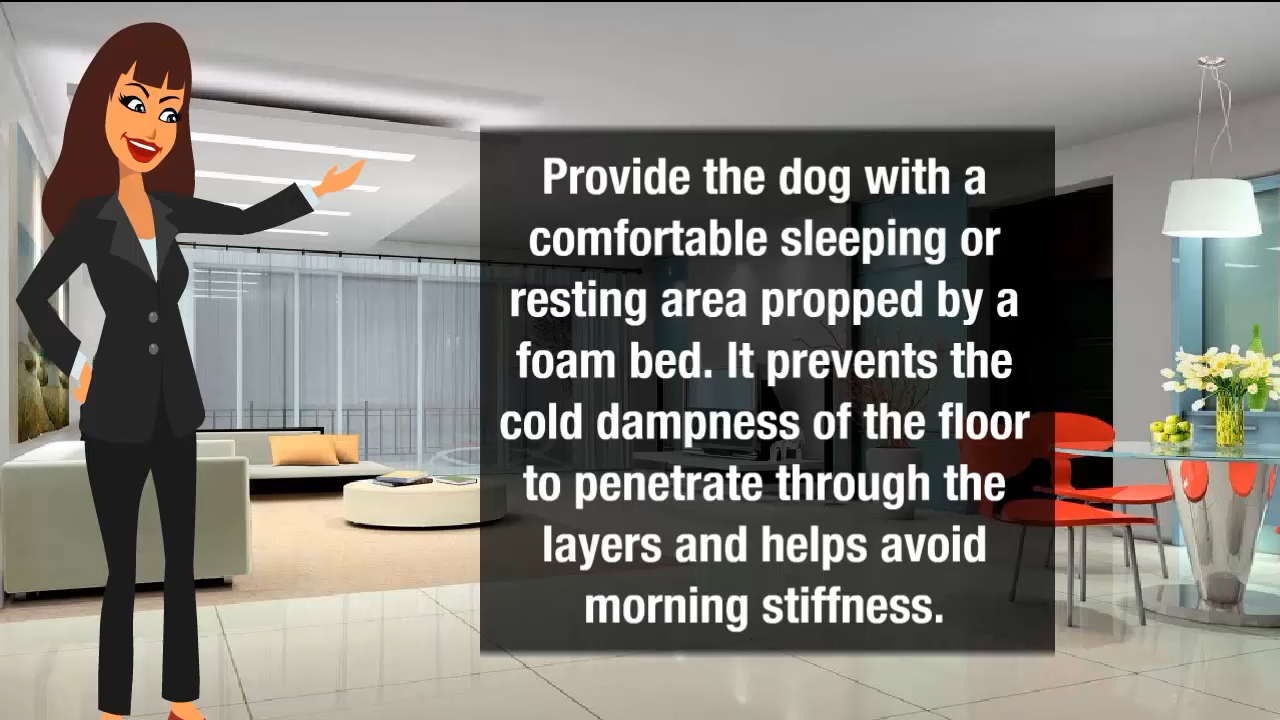 Provide the dog with a
comfortable sleeping or
resting area propped by a
foam bed. It prevents the
cold dampness of the floor
to penetrate through the
layers and helps avoid
morning stiffness.